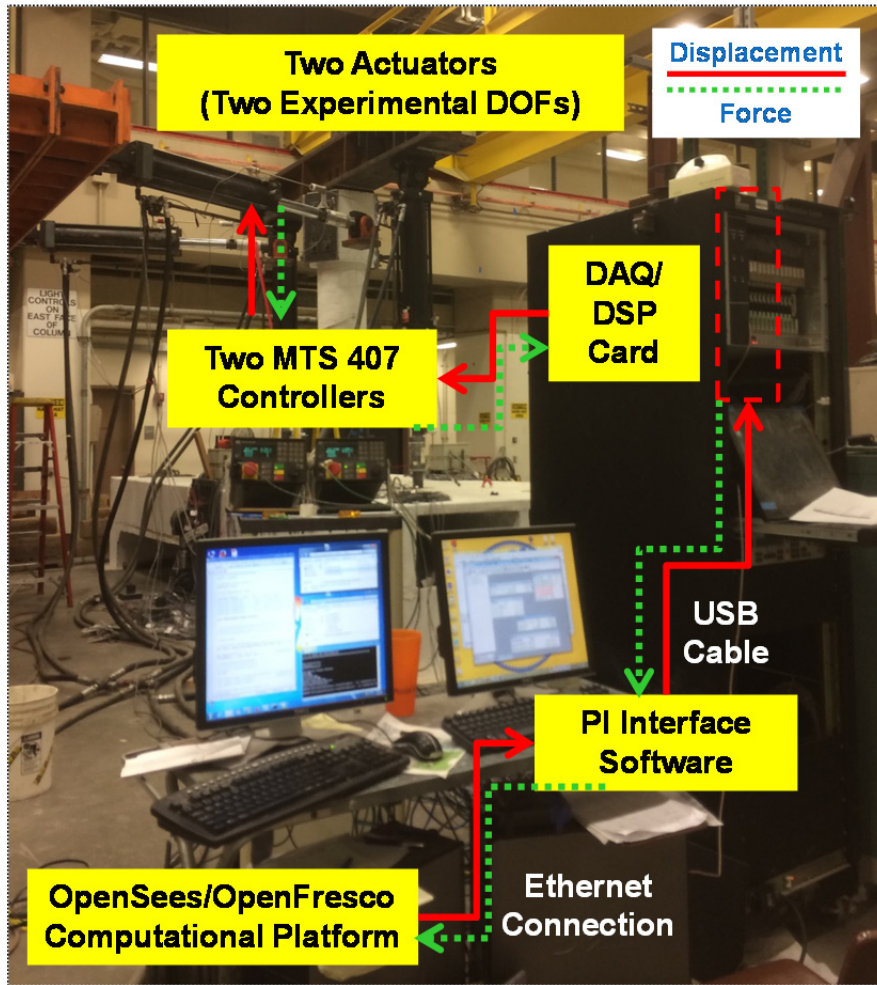 Two Actuators
(Two Experimental DOFs)
Displacement
Force
LIGHT
CONTROLS
ON
EAST FACE
OF
COLUMN
DAQ/
DSP
Card
Two MTS 407
Controllers
USB
Cable
PI Interface
Software
OpenSees/OpenFresco
Computational Platform
Ethernet
Connection